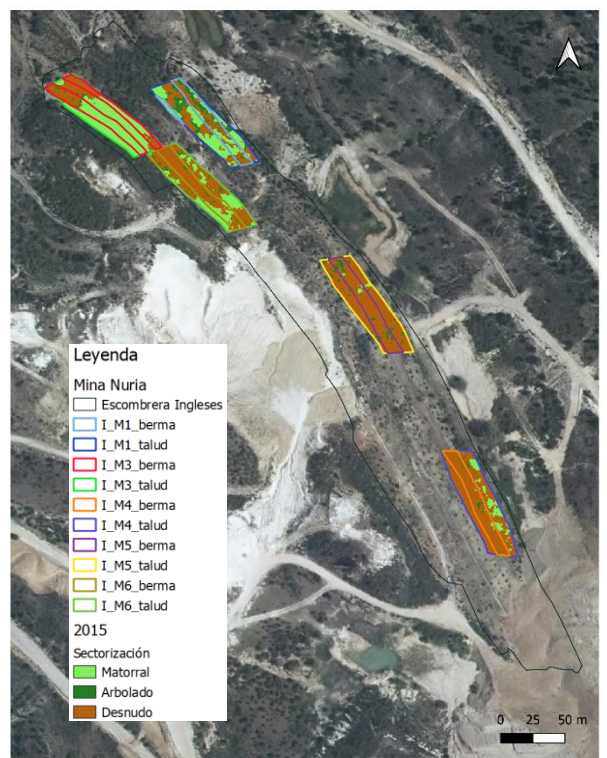 Leyenda
Mina Nuria
Escombrera Ingleses
I_M1_berma
I_M1_talud
I_M3_berma
I_M3_talud
I_M4_berma
I_M4_talud
I_M5_berma
I_M5_talud
I_M6_berma
I_M6_talud
2015
Sectorización
Matorral
Arbolado
Desnudo
0 25 50 m